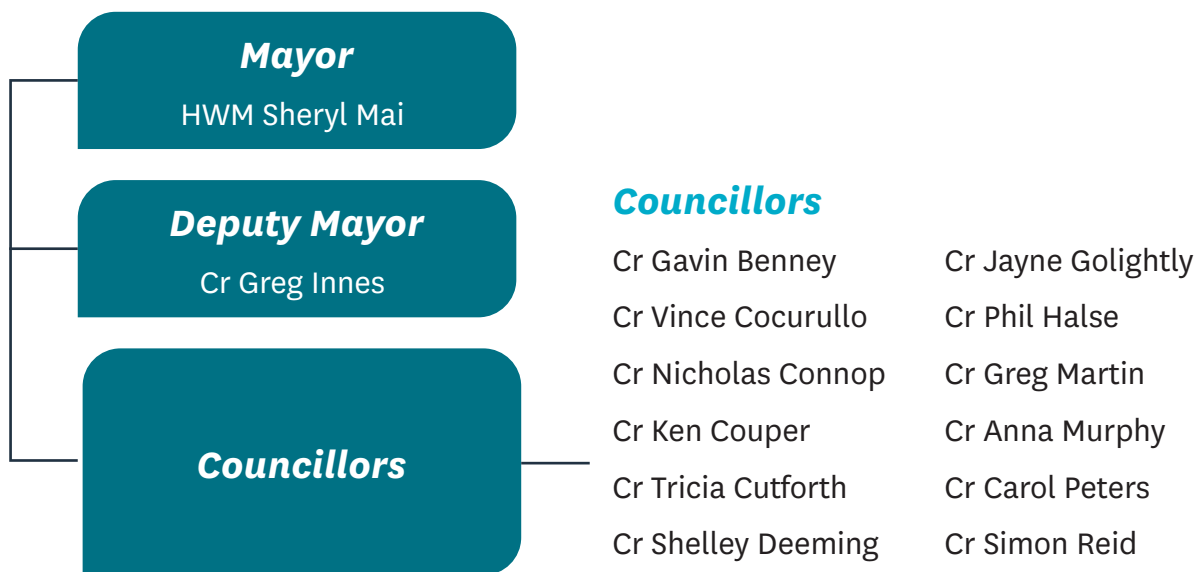 Mayor
HWM Sheryl Mai
Deputy Mayor
Cr Greg Innes
Councillors
Councillors
Cr Gavin Benney
Cr Vince Cocurullo
Cr Nicholas Connop
Cr Ken Couper
Cr Tricia Cutforth
Cr Shelley Deeming
Cr Jayne Golightly
Cr Phil Halse
Cr Greg Martin
Cr Anna Murphy
Cr Carol Peters
Cr Simon Reid